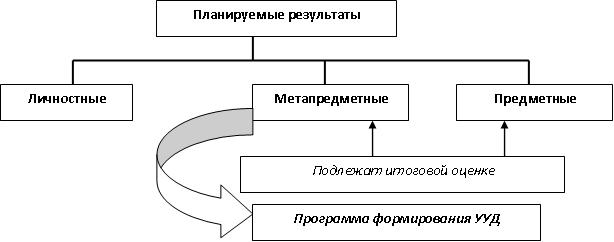 Планируемые результаты
Личностные
Метапредметные
Предметные
Подлежат итоговой оценке
Программа формирования УУД